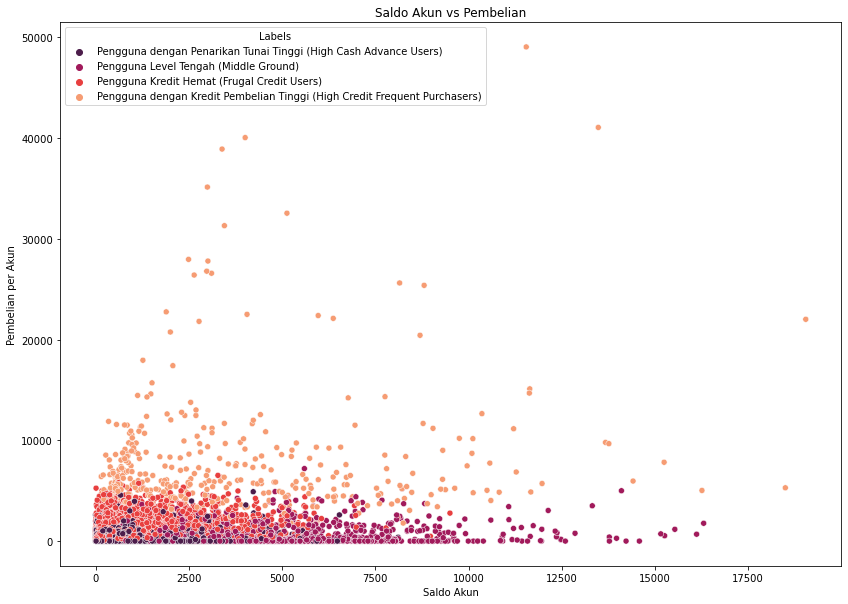 Saldo Akun vs Pembelian
Labels
Pengguna dengan Penarikan Tunai Tinggi (High Cash Advance Users)
Pengguna Level Tengah (Middle Ground)
Pengguna Kredit Hemat (Frugal Credit Users)
Pengguna dengan Kredit Pembelian Tinggi (High Credit Frequent Purchasers)
Pembelian per Akun
50000
40000
30000
20000
10000
0
0 2500 5000 7500 10000 12500 15000 17500
Saldo Akun